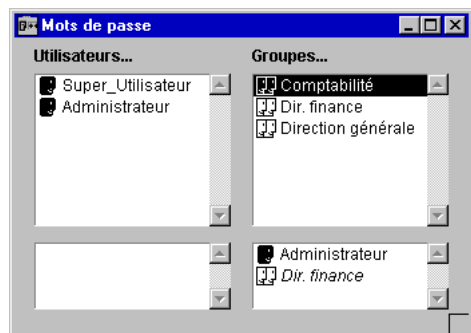 Mots de passe
Utilisateurs...
Super_Utilisateur
Administrateur
Groupes...
Comptabilité
Dir. finance
Direction générale
Administrateur
Dir. finance